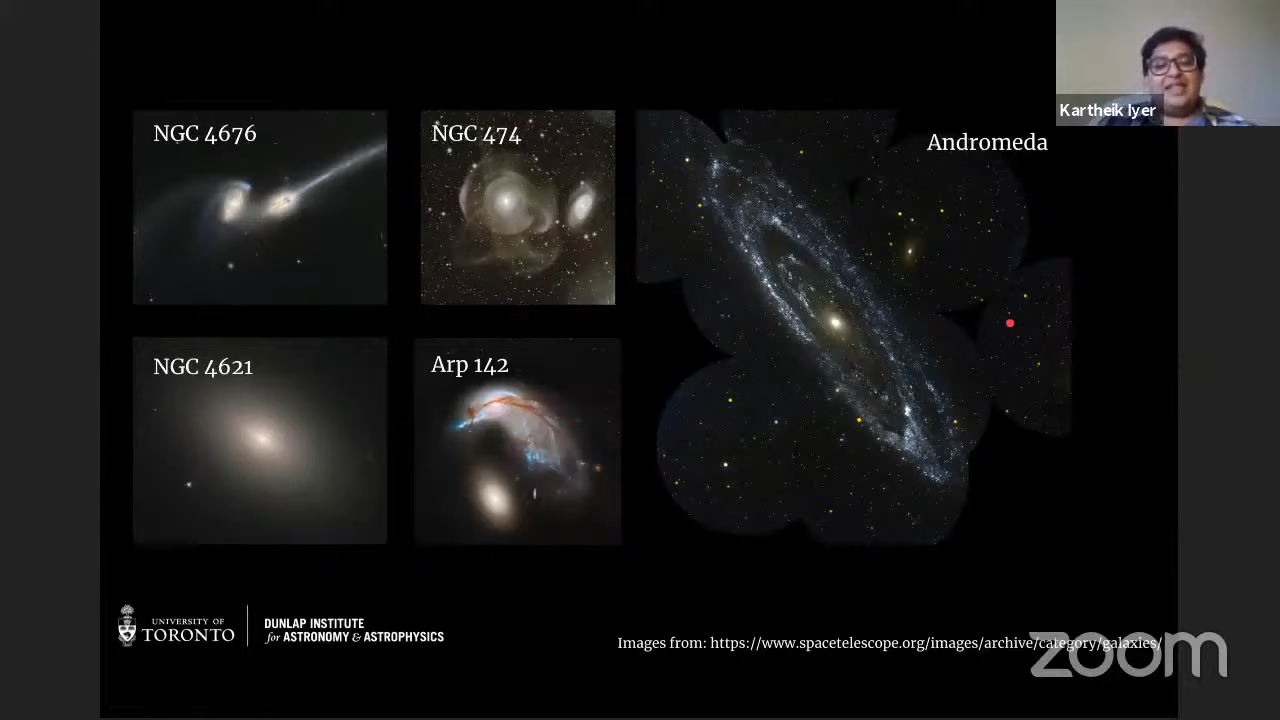 Kartheik Iyer
NGC 4676
NGC 474
Andromeda
NGC 4621
Arp 142
UNIVERSITY OF
TORONTO
DUNLAP INSTITUTE
for ASTRONOMY & ASTROPHYSICS
Images from: https://www.spacetelescope.org/images/archive/category/galaxies/
zoom